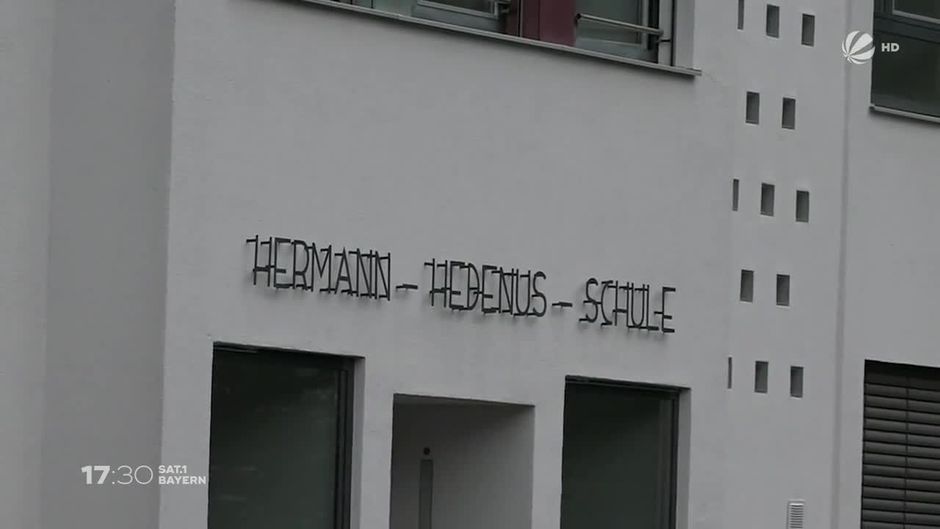 HD
HERMANN - HEDENUS - SCHULE
17:30 SAT.1
BAYERN